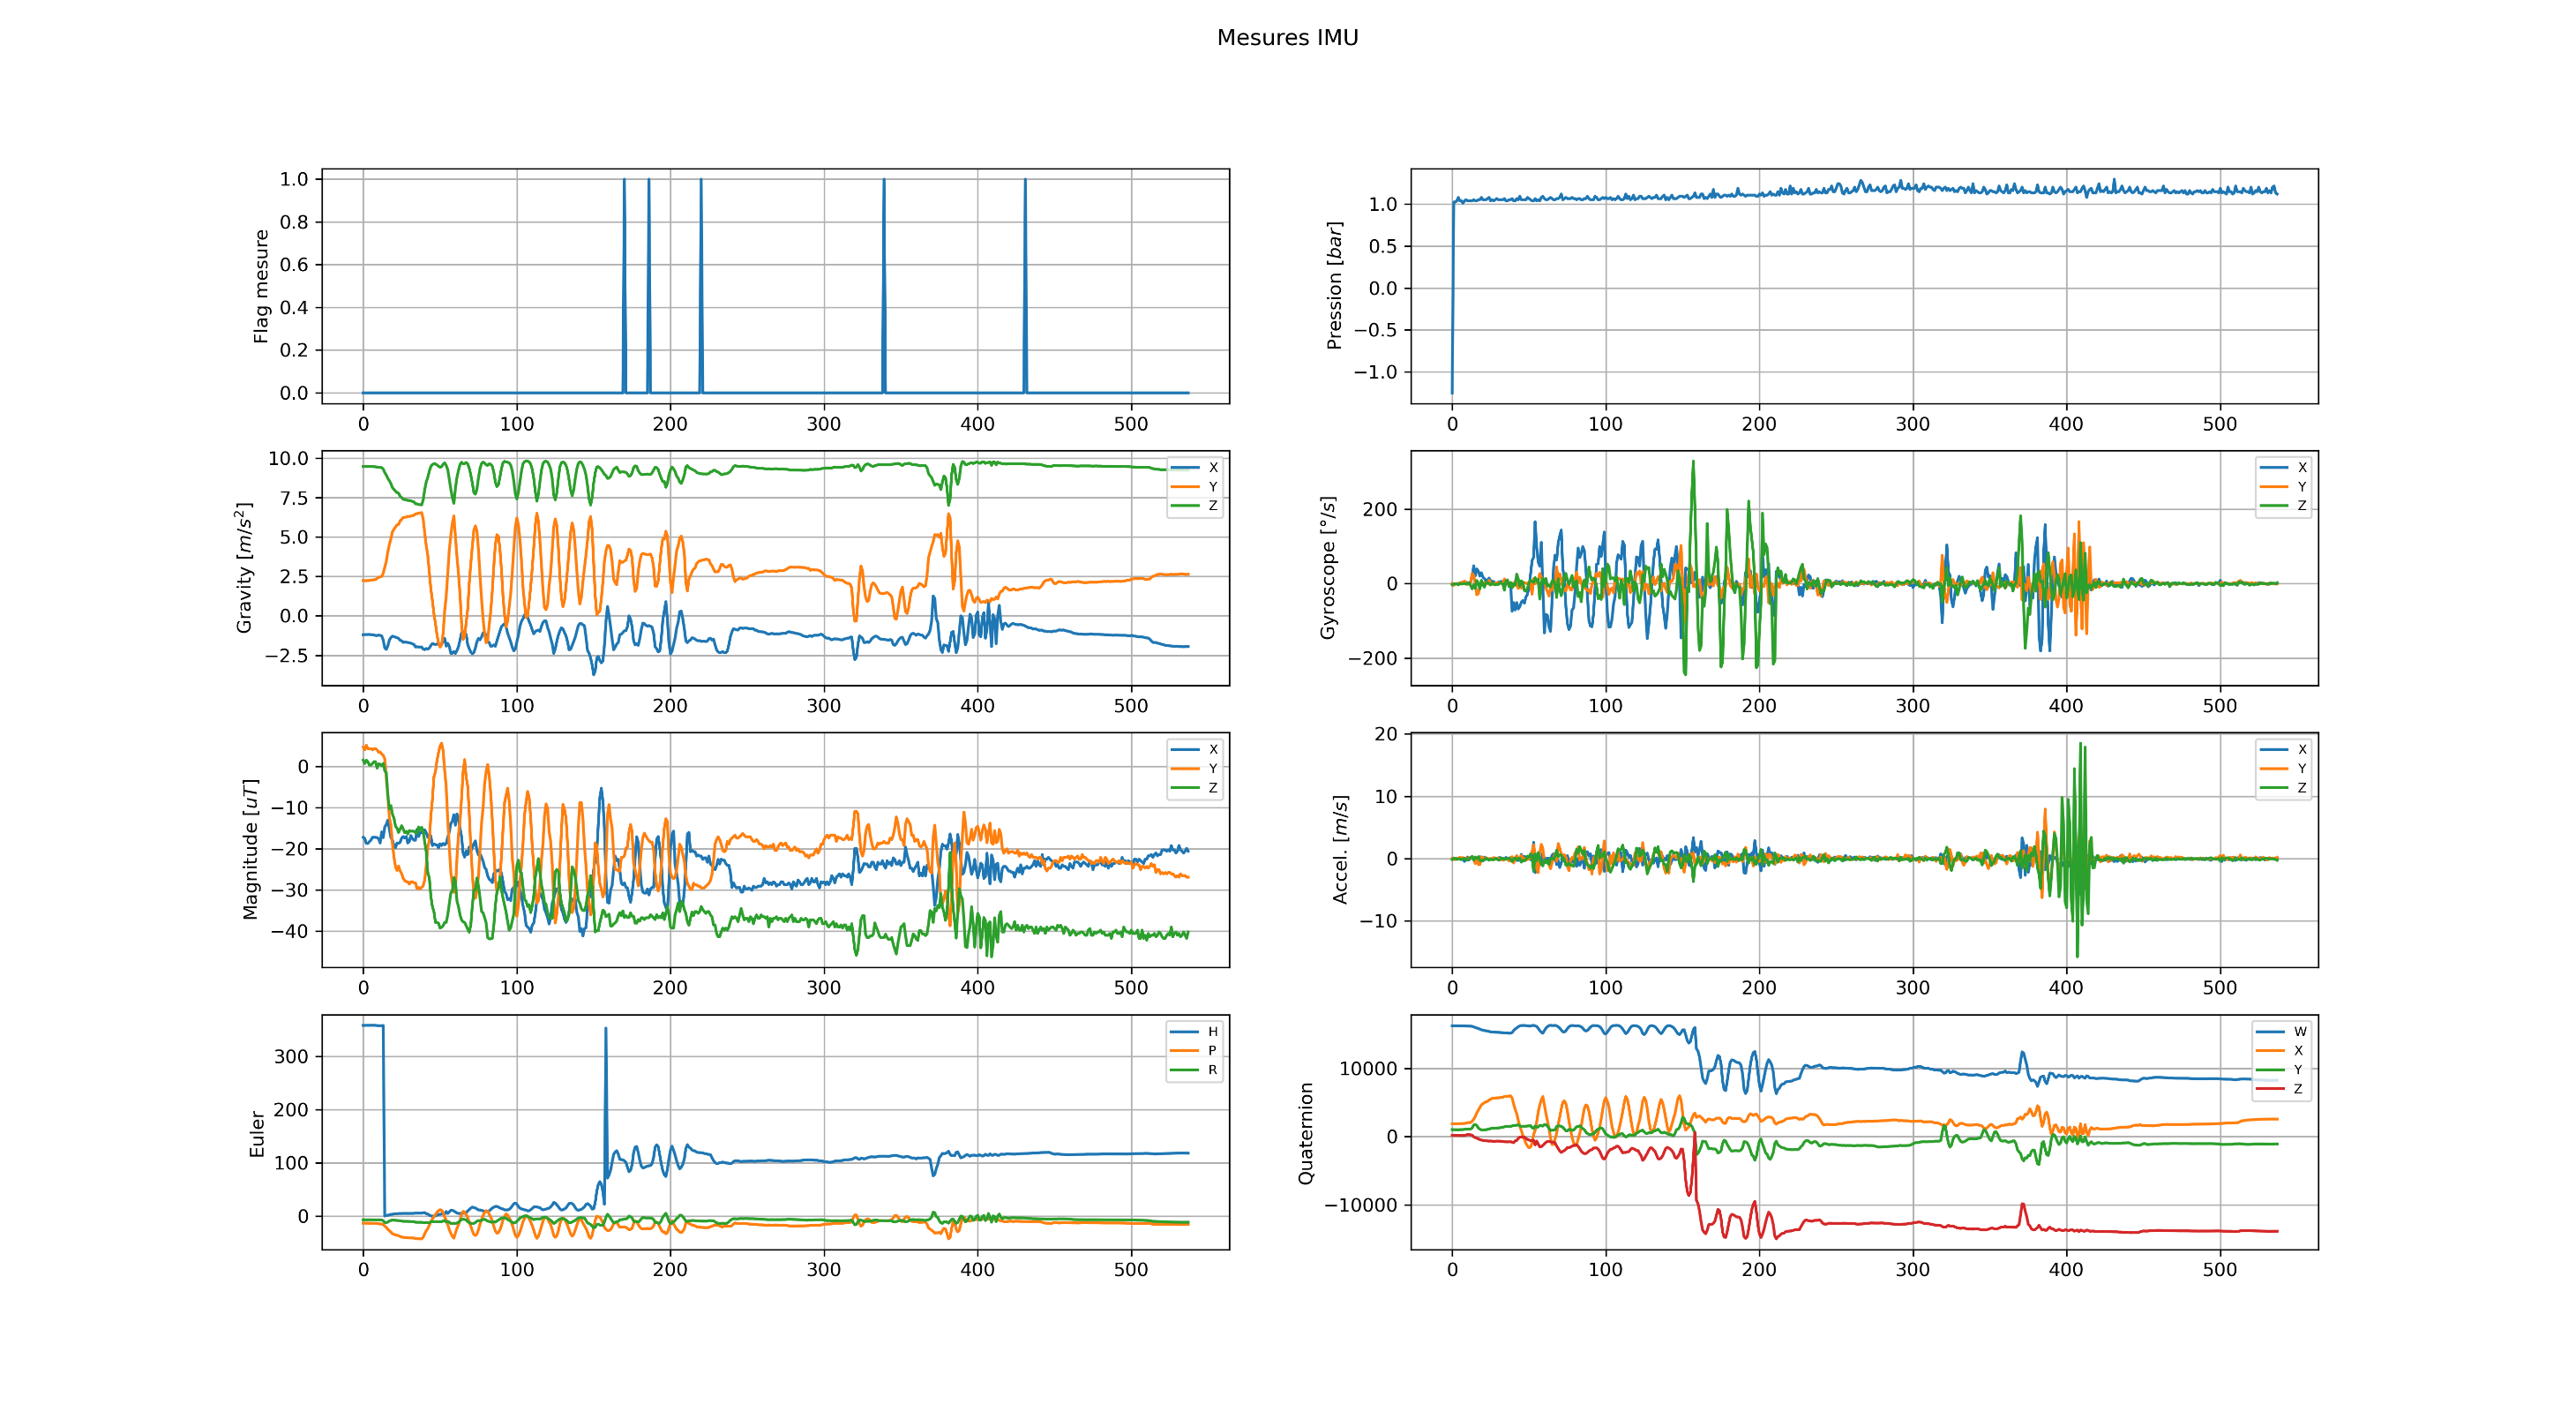 Mesures IMU
Flag mesure
1.0
0.8
0.6
0.4
0.2
0.0
0 100 200 300 400 500
Pression [bar]
1.0
0.5
0.0
−0.5
−1.0
0 100 200 300 400 500
Gravity [m/s²]
10.0
7.5
5.0
2.5
0.0
−2.5
X
Y
Z
0 100 200 300 400 500
Gyroscope [°/s]
200
0
−200
X
Y
Z
0 100 200 300 400 500
Magnitude [uT]
0
−10
−20
−30
−40
X
Y
Z
0 100 200 300 400 500
Accel. [m/s]
20
10
0
−10
X
Y
Z
0 100 200 300 400 500
Euler
300
200
100
0
H
P
R
0 100 200 300 400 500
Quaternion
10000
0
−10000
W
X
Y
Z
0 100 200 300 400 500